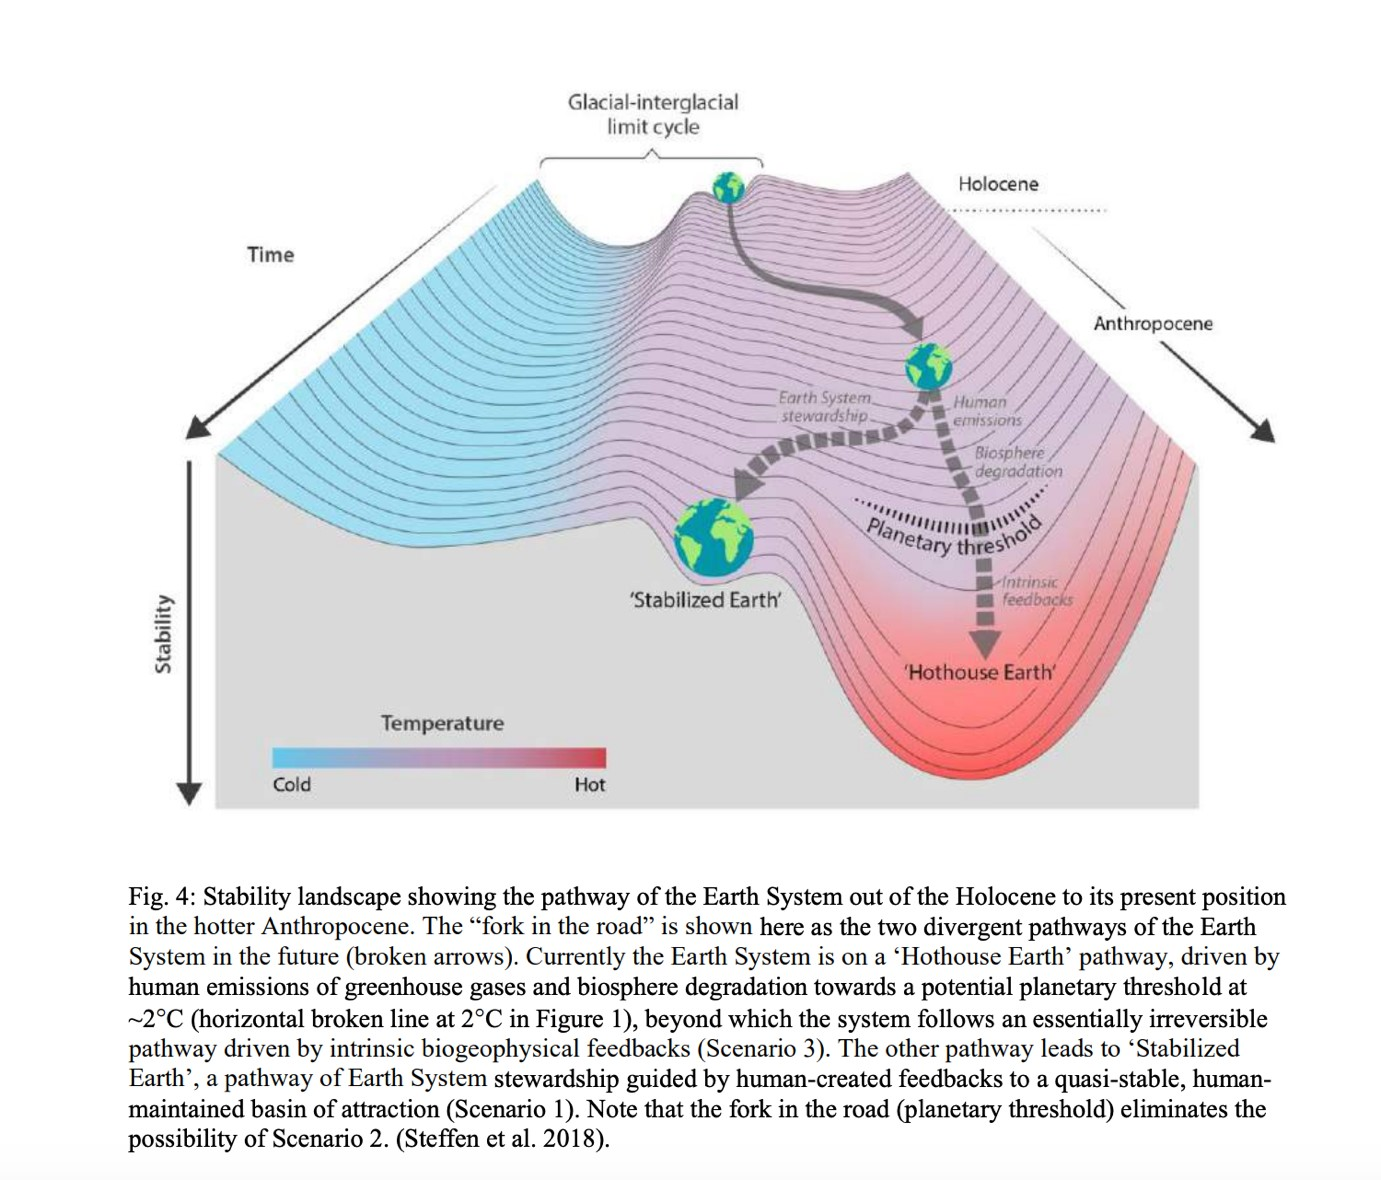 Glacial-interglacial
limit cycle
Holocene
Time
Anthropocene
Earth System
stewardship
Human
emissions
Biosphere
degradation
Planetary threshold
Intrinsic
feedbacks
'Stabilized Earth'
'Hothouse Earth'
Stability
Temperature
Cold
Hot
Fig. 4: Stability landscape showing the pathway of the Earth System out of the Holocene to its present position
in the hotter Anthropocene. The “fork in the road” is shown here as the two divergent pathways of the Earth
System in the future (broken arrows). Currently the Earth System is on a ‘Hothouse Earth’ pathway, driven by
human emissions of greenhouse gases and biosphere degradation towards a potential planetary threshold at
~2°C (horizontal broken line at 2°C in Figure 1), beyond which the system follows an essentially irreversible
pathway driven by intrinsic biogeophysical feedbacks (Scenario 3). The other pathway leads to ‘Stabilized
Earth’, a pathway of Earth System stewardship guided by human-created feedbacks to a quasi-stable, human-
maintained basin of attraction (Scenario 1). Note that the fork in the road (planetary threshold) eliminates the
possibility of Scenario 2. (Steffen et al. 2018).